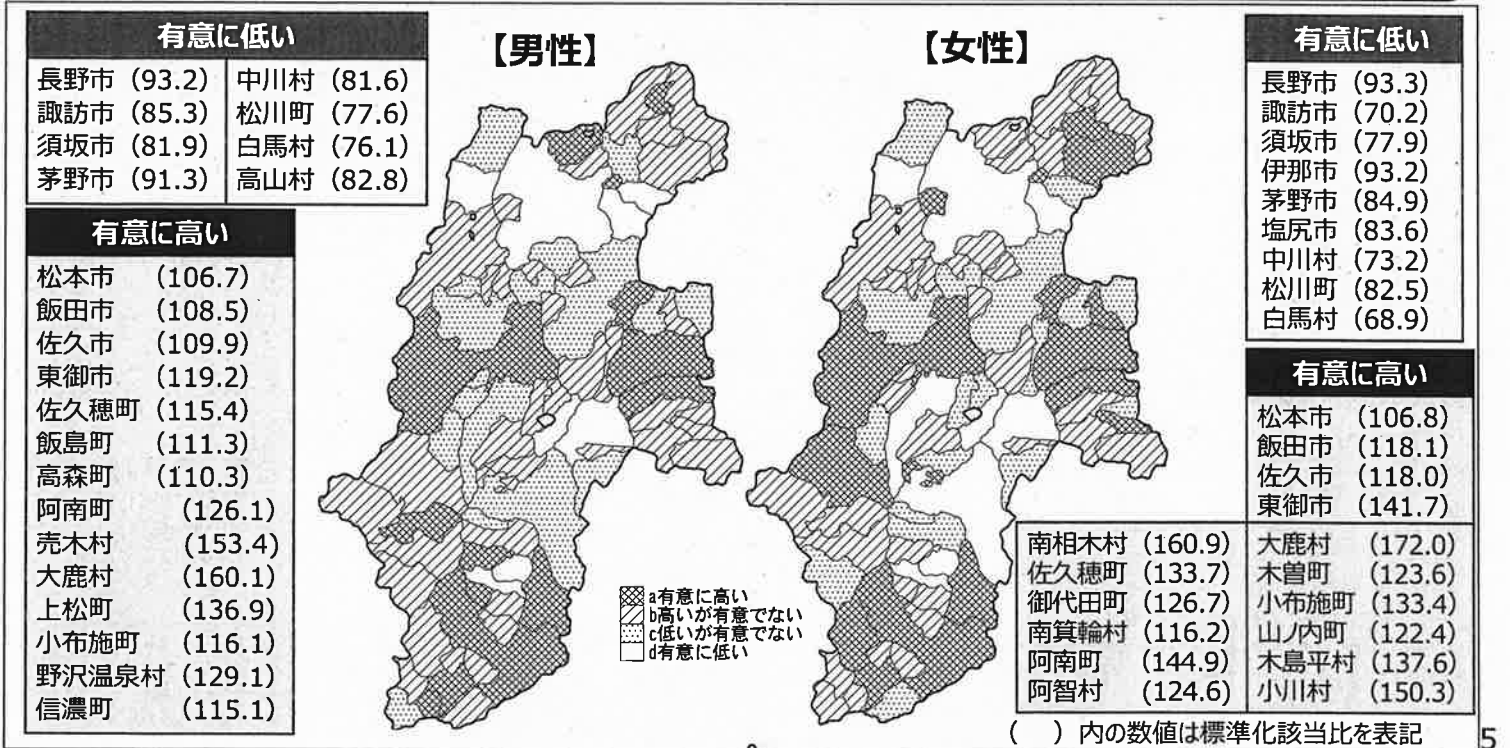 【男性】
有意に低い
長野市 (93.2) 中川村 (81.6)
諏訪市 (85.3) 松川町 (77.6)
須坂市 (81.9) 白馬村 (76.1)
茅野市 (91.3) 高山村 (82.8)
有意に高い
松本市 (106.7)
飯田市 (108.5)
佐久市 (109.9)
東御市 (119.2)
佐久穂町 (115.4)
飯島町 (111.3)
高森町 (110.3)
阿南町 (126.1)
売木村 (153.4)
大鹿村 (160.1)
上松町 (136.9)
小布施町 (116.1)
野沢温泉村 (129.1)
信濃町 (115.1)
a有意に高い
b高いが有意でない
c低いが有意でない
d有意に低い
【女性】
有意に低い
長野市 (93.3)
諏訪市 (70.2)
須坂市 (77.9)
伊那市 (93.2)
茅野市 (84.9)
塩尻市 (83.6)
中川村 (73.2)
松川町 (82.5)
白馬村 (68.9)
有意に高い
松本市 (106.8)
飯田市 (118.1)
佐久市 (118.0)
東御市 (141.7)
南相木村 (160.9) 大鹿村 (172.0)
佐久穂町 (133.7) 木曽町 (123.6)
御代田町 (126.7) 小布施町 (133.4)
南箕輪村 (116.2) 山ノ内町 (122.4)
阿南町 (144.9) 木島平村 (137.6)
阿智村 (124.6) 小川村 (150.3)
( )内の数値は標準化該当比を表記
5